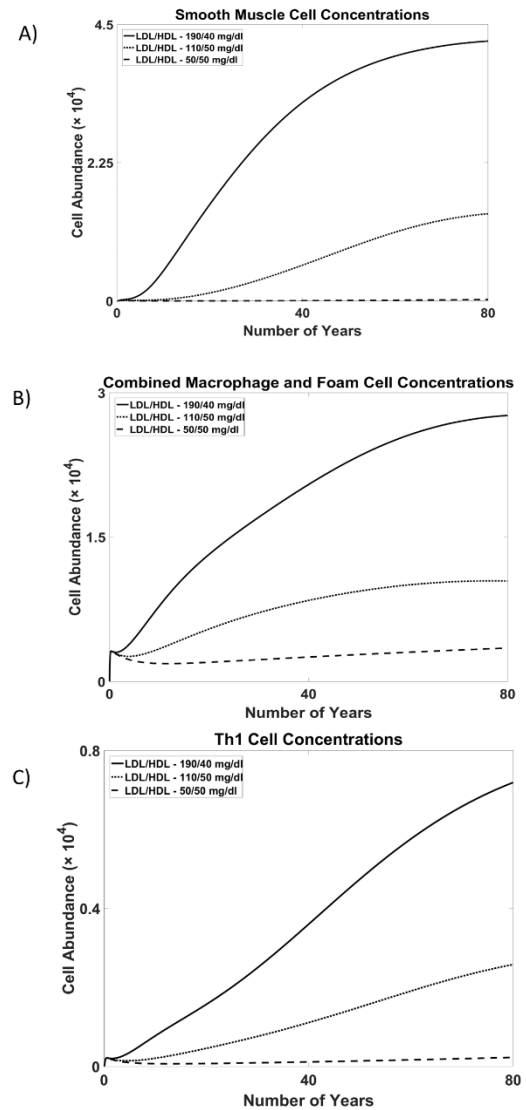 A)
Smooth Muscle Cell Concentrations
4.5
LDL/HDL - 190/40 mg/dl
LDL/HDL - 110/50 mg/dl
LDL/HDL - 50/50 mg/dl
2.25
Cell Abundance (× 10⁴)
0
0 40 80
Number of Years
B)
Combined Macrophage and Foam Cell Concentrations
3
LDL/HDL - 190/40 mg/dl
LDL/HDL - 110/50 mg/dl
LDL/HDL - 50/50 mg/dl
1.5
Cell Abundance (× 10⁴)
0
0 40 80
Number of Years
C)
Th1 Cell Concentrations
0.8
LDL/HDL - 190/40 mg/dl
LDL/HDL - 110/50 mg/dl
LDL/HDL - 50/50 mg/dl
0.4
Cell Abundance (× 10⁴)
0
0 40 80
Number of Years